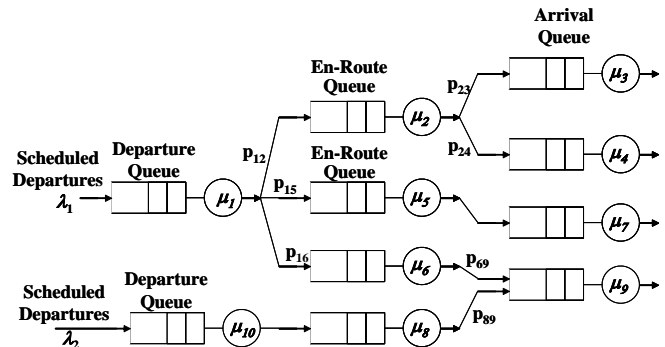 Arrival
Queue
En-Route
Queue
μ3
p23
μ2
p24
μ4
p12
Scheduled
Departures
λ1
Departure
Queue
μ1
En-Route
Queue
p15
μ5
μ7
p16
μ6
p69
μ9
Scheduled
Departures
λ2
Departure
Queue
μ10
μ8
p89